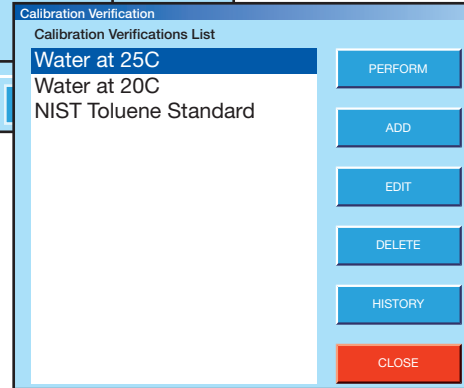 Calibration Verification
Calibration Verifications List
Water at 25C
Water at 20C
NIST Toluene Standard
PERFORM
ADD
EDIT
DELETE
HISTORY
CLOSE